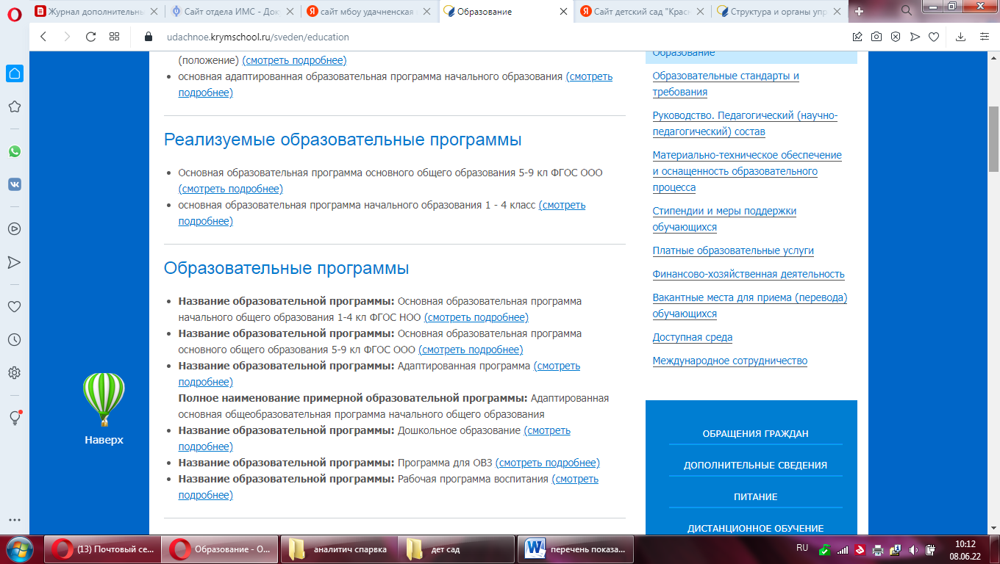 Журнал дополнительнь
Сайт отдела ИМС - Док
сайт мбоу удачненская
Образование
Сайт детский сад "Красн
Структура и органы упр
udachnoe.krymschool.ru/sveden/education
(положение) (смотреть подробнее)
основная адаптированная образовательная программа начального образования (смотреть
подробнее)
Реализуемые образовательные программы
Основная образовательная программа основного общего образования 5-9 кл ФГОС ООО
(смотреть подробнее)
основная образовательная программа начального образования 1 - 4 класс (смотреть
подробнее)
Образовательные программы
Название образовательной программы: Основная образовательная программа
начального общего образования 1-4 кл ФГОС НОО (смотреть подробнее)
Название образовательной программы: Основная образовательная программа
основного общего образования 5-9 кл ФГОС ООО (смотреть подробнее)
Название образовательной программы: Адаптированная программа (смотреть
подробнее)
Полное наименование примерной образовательной программы: Адаптированная
основная общеобразовательная программа начального общего образования
Название образовательной программы: Дошкольное образование (смотреть
подробнее)
Название образовательной программы: Программа для ОВЗ (смотреть подробнее)
Название образовательной программы: Рабочая программа воспитания (смотреть
подробнее)
Наверх
Образование
Образовательные стандарты и
требования
Руководство. Педагогический (научно-
педагогический) состав
Материально-техническое обеспечение
и оснащенность образовательного
процесса
Стипендии и меры поддержки
обучающихся
Платные образовательные услуги
Финансово-хозяйственная деятельность
Вакантные места для приема (перевода)
обучающихся
Доступная среда
Международное сотрудничество
ОБРАЩЕНИЯ ГРАЖДАН
ДОПОЛНИТЕЛЬНЫЕ СВЕДЕНИЯ
ПИТАНИЕ
ДИСТАНЦИОННОЕ ОБУЧЕНИЕ
(13) Почтовый се...
Образование - О...
аналитич спарвка
дет сад
перечень показа...
RU
10:12
08.06.22